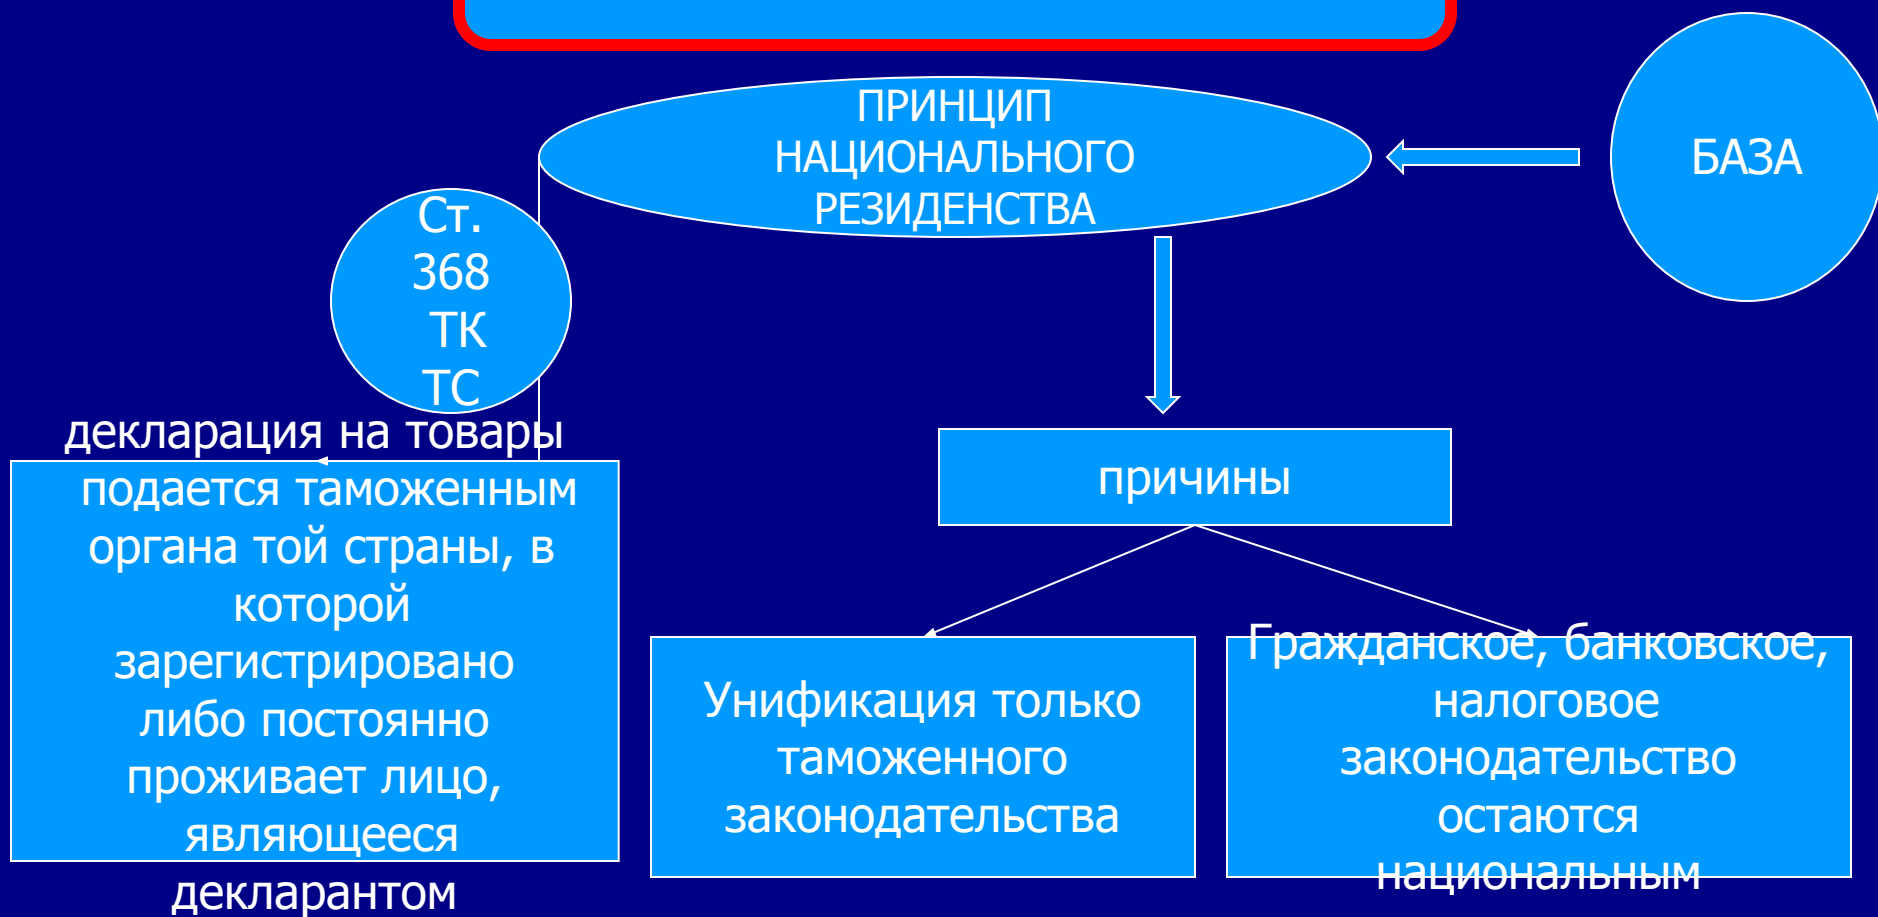 ПРИНЦИП
НАЦИОНАЛЬНОГО
РЕЗИДЕНСТВА
БАЗА
Ст.
368
ТК
ТС
декларация на товары
подается таможенным
органа той страны, в
которой
зарегистрировано
либо постоянно
проживает лицо,
являющееся
декларантом
причины
Унификация только
таможенного
законодательства
Гражданское, банковское,
налоговое
законодательство
остаются
национальным